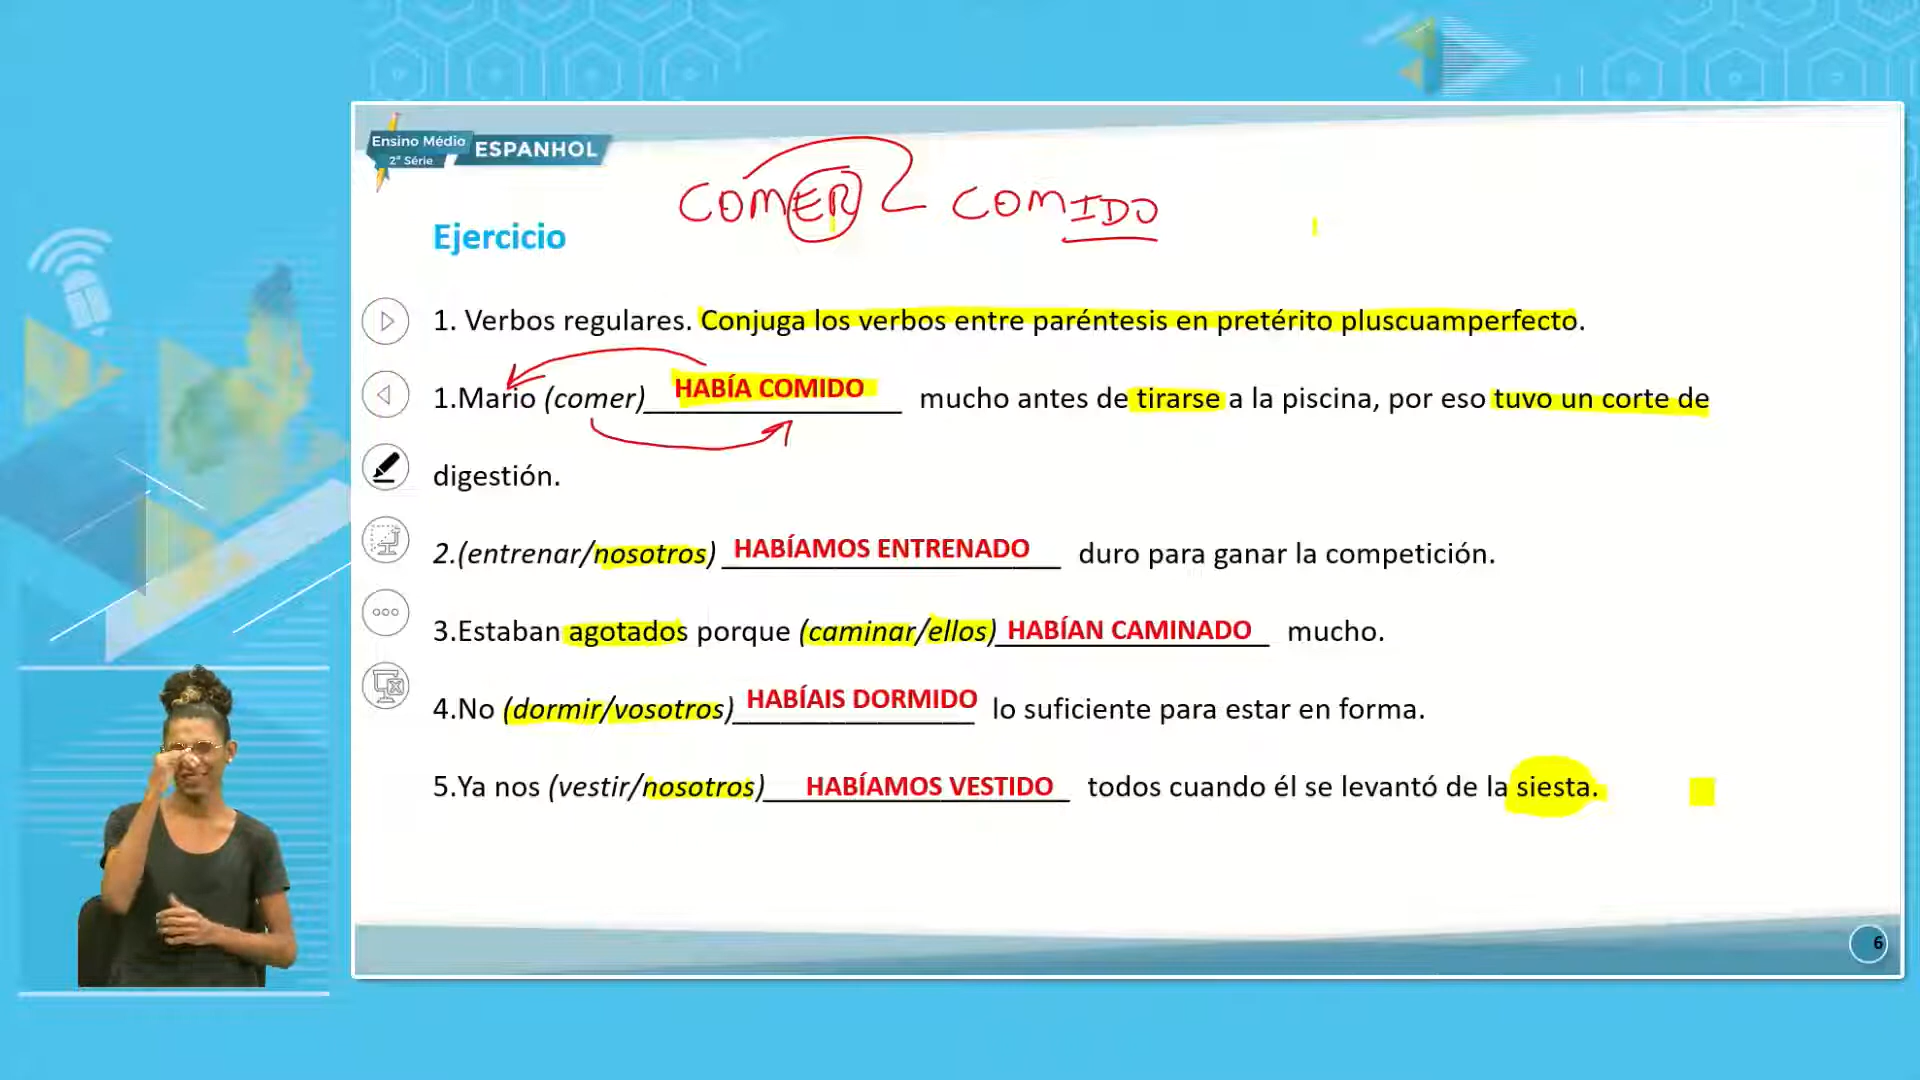 Ensino Médio
2ª Série
ESPANHOL
COMER COMIDO
Ejercicio
1. Verbos regulares. Conjuga los verbos entre paréntesis en pretérito pluscuamperfecto.
1.Mario (comer)HABÍA COMIDO mucho antes de tirarse a la piscina, por eso tuvo un corte de
digestión.
2.(entrenar/nosotros) HABÍAMOS ENTRENADO duro para ganar la competición.
3.Estaban agotados porque (caminar/ellos) HABÍAN CAMINADO mucho.
4.No (dormir/vosotros) HABÍAIS DORMIDO lo suficiente para estar en forma.
5.Ya nos (vestir/nosotros) HABÍAMOS VESTIDO todos cuando él se levantó de la siesta.
6